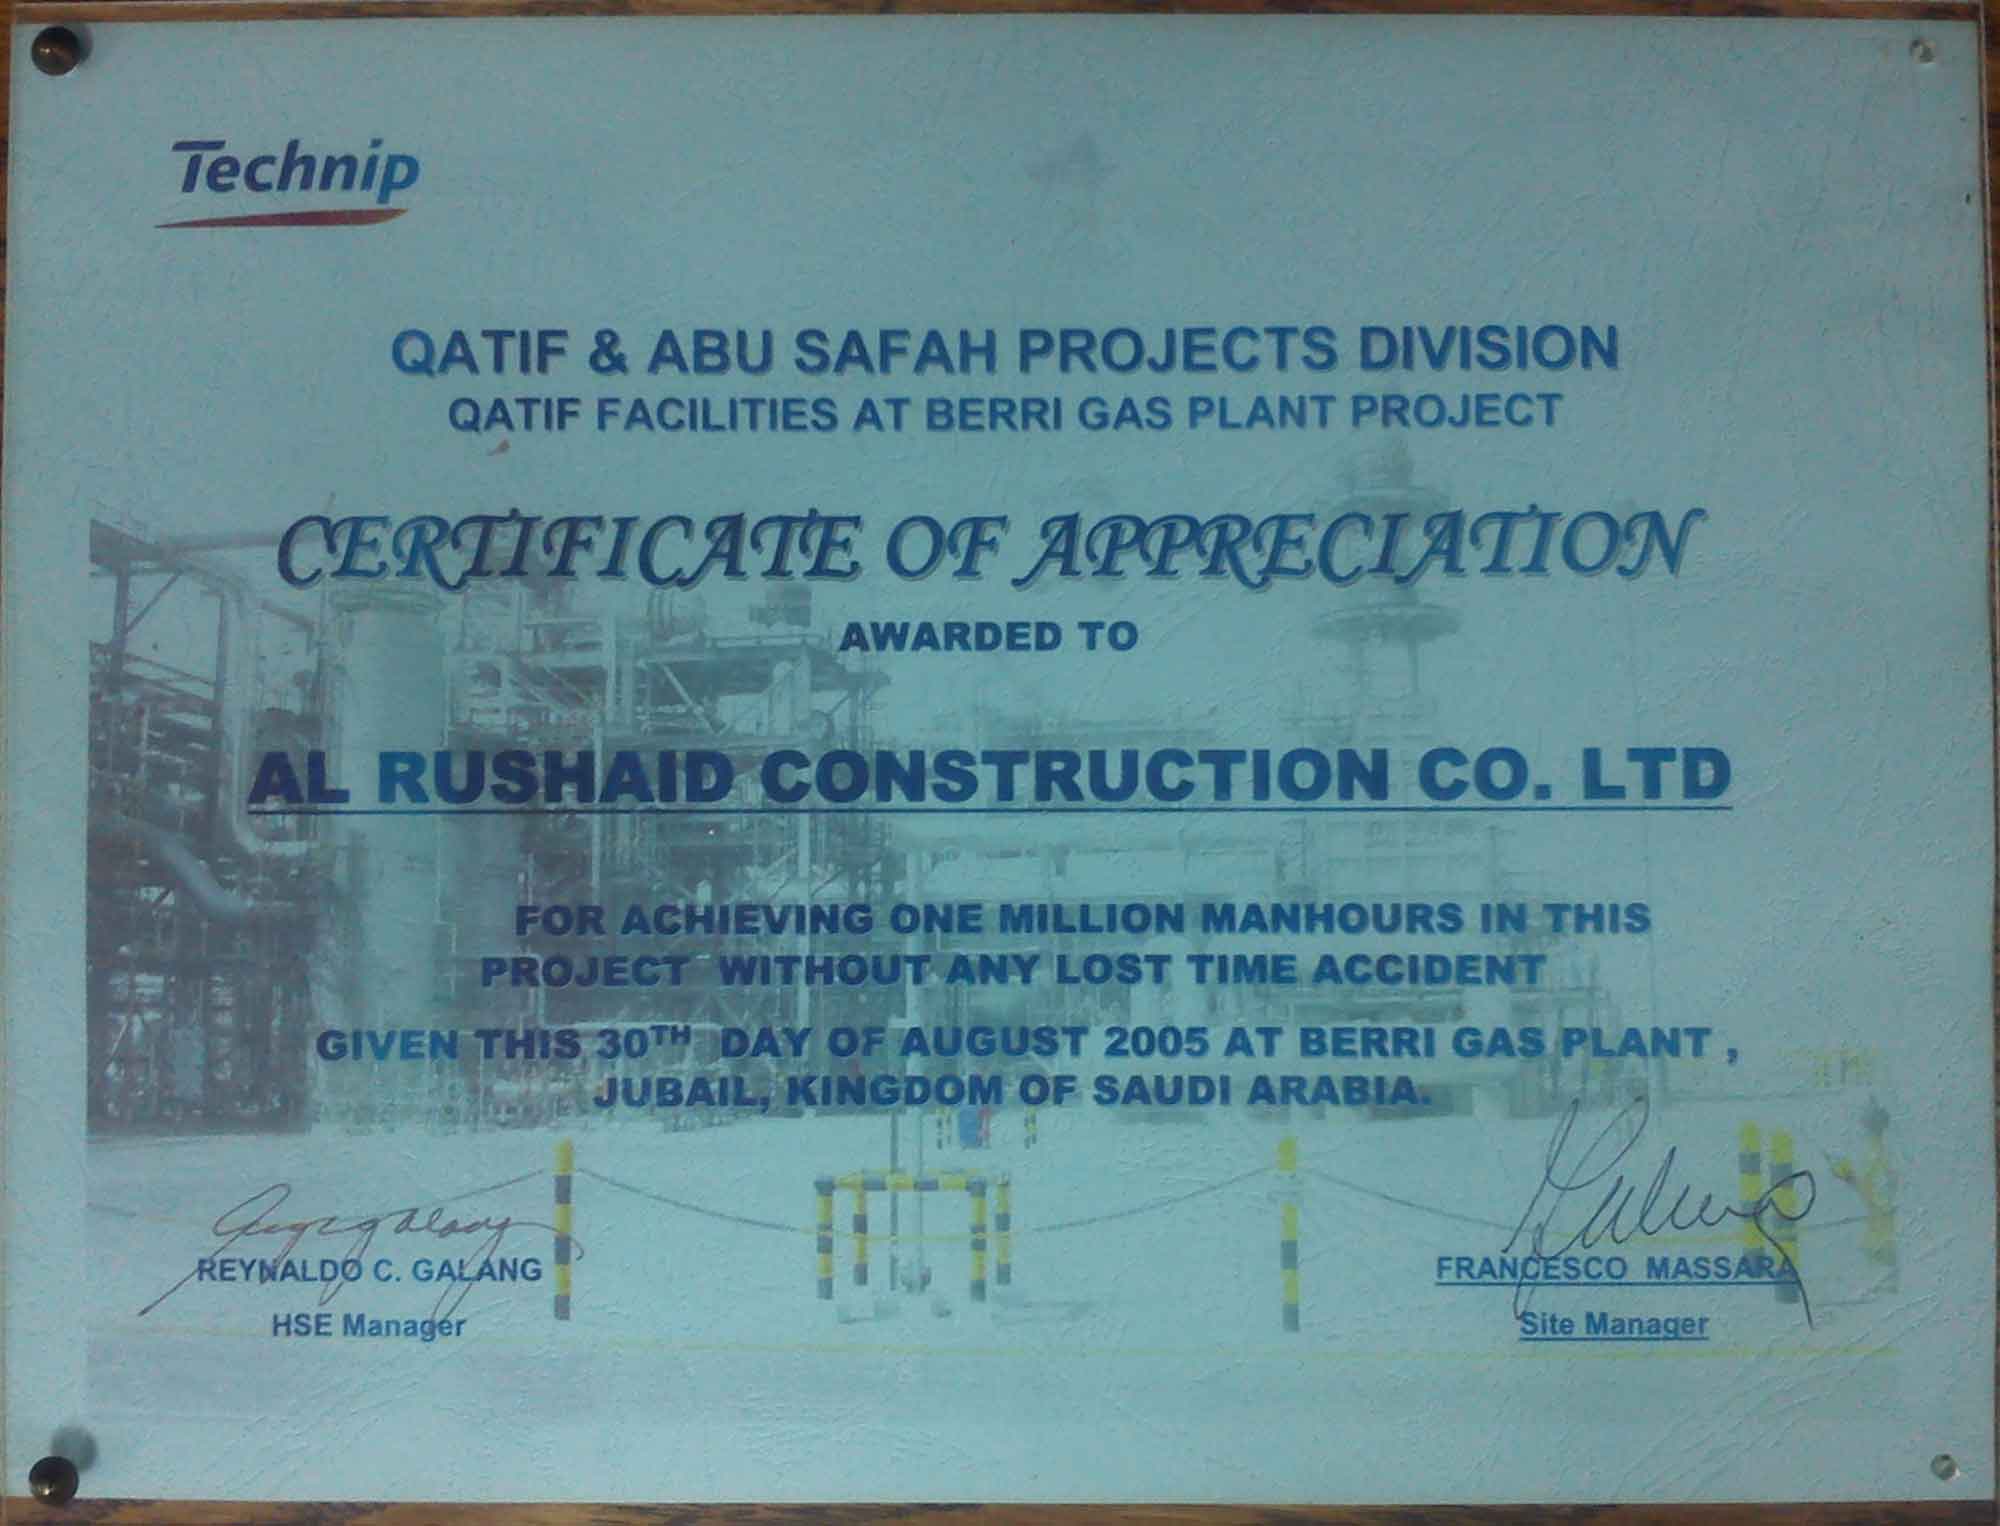 Technip
QATIF & ABU SAFAH PROJECTS DIVISION
QATIF FACILITIES AT BERRI GAS PLANT PROJECT
CERTIFICATE OF APPRECIATION
AWARDED TO
AL RUSHAID CONSTRUCTION CO. LTD
FOR ACHIEVING ONE MILLION MANHOURS IN THIS
PROJECT WITHOUT ANY LOST TIME ACCIDENT
GIVEN THIS 30TH DAY OF AUGUST 2005 AT BERRI GAS PLANT ,
JUBAIL, KINGDOM OF SAUDI ARABIA.
REYNALDO C. GALANG
HSE Manager
FRANCESCO MASSARA
Site Manager